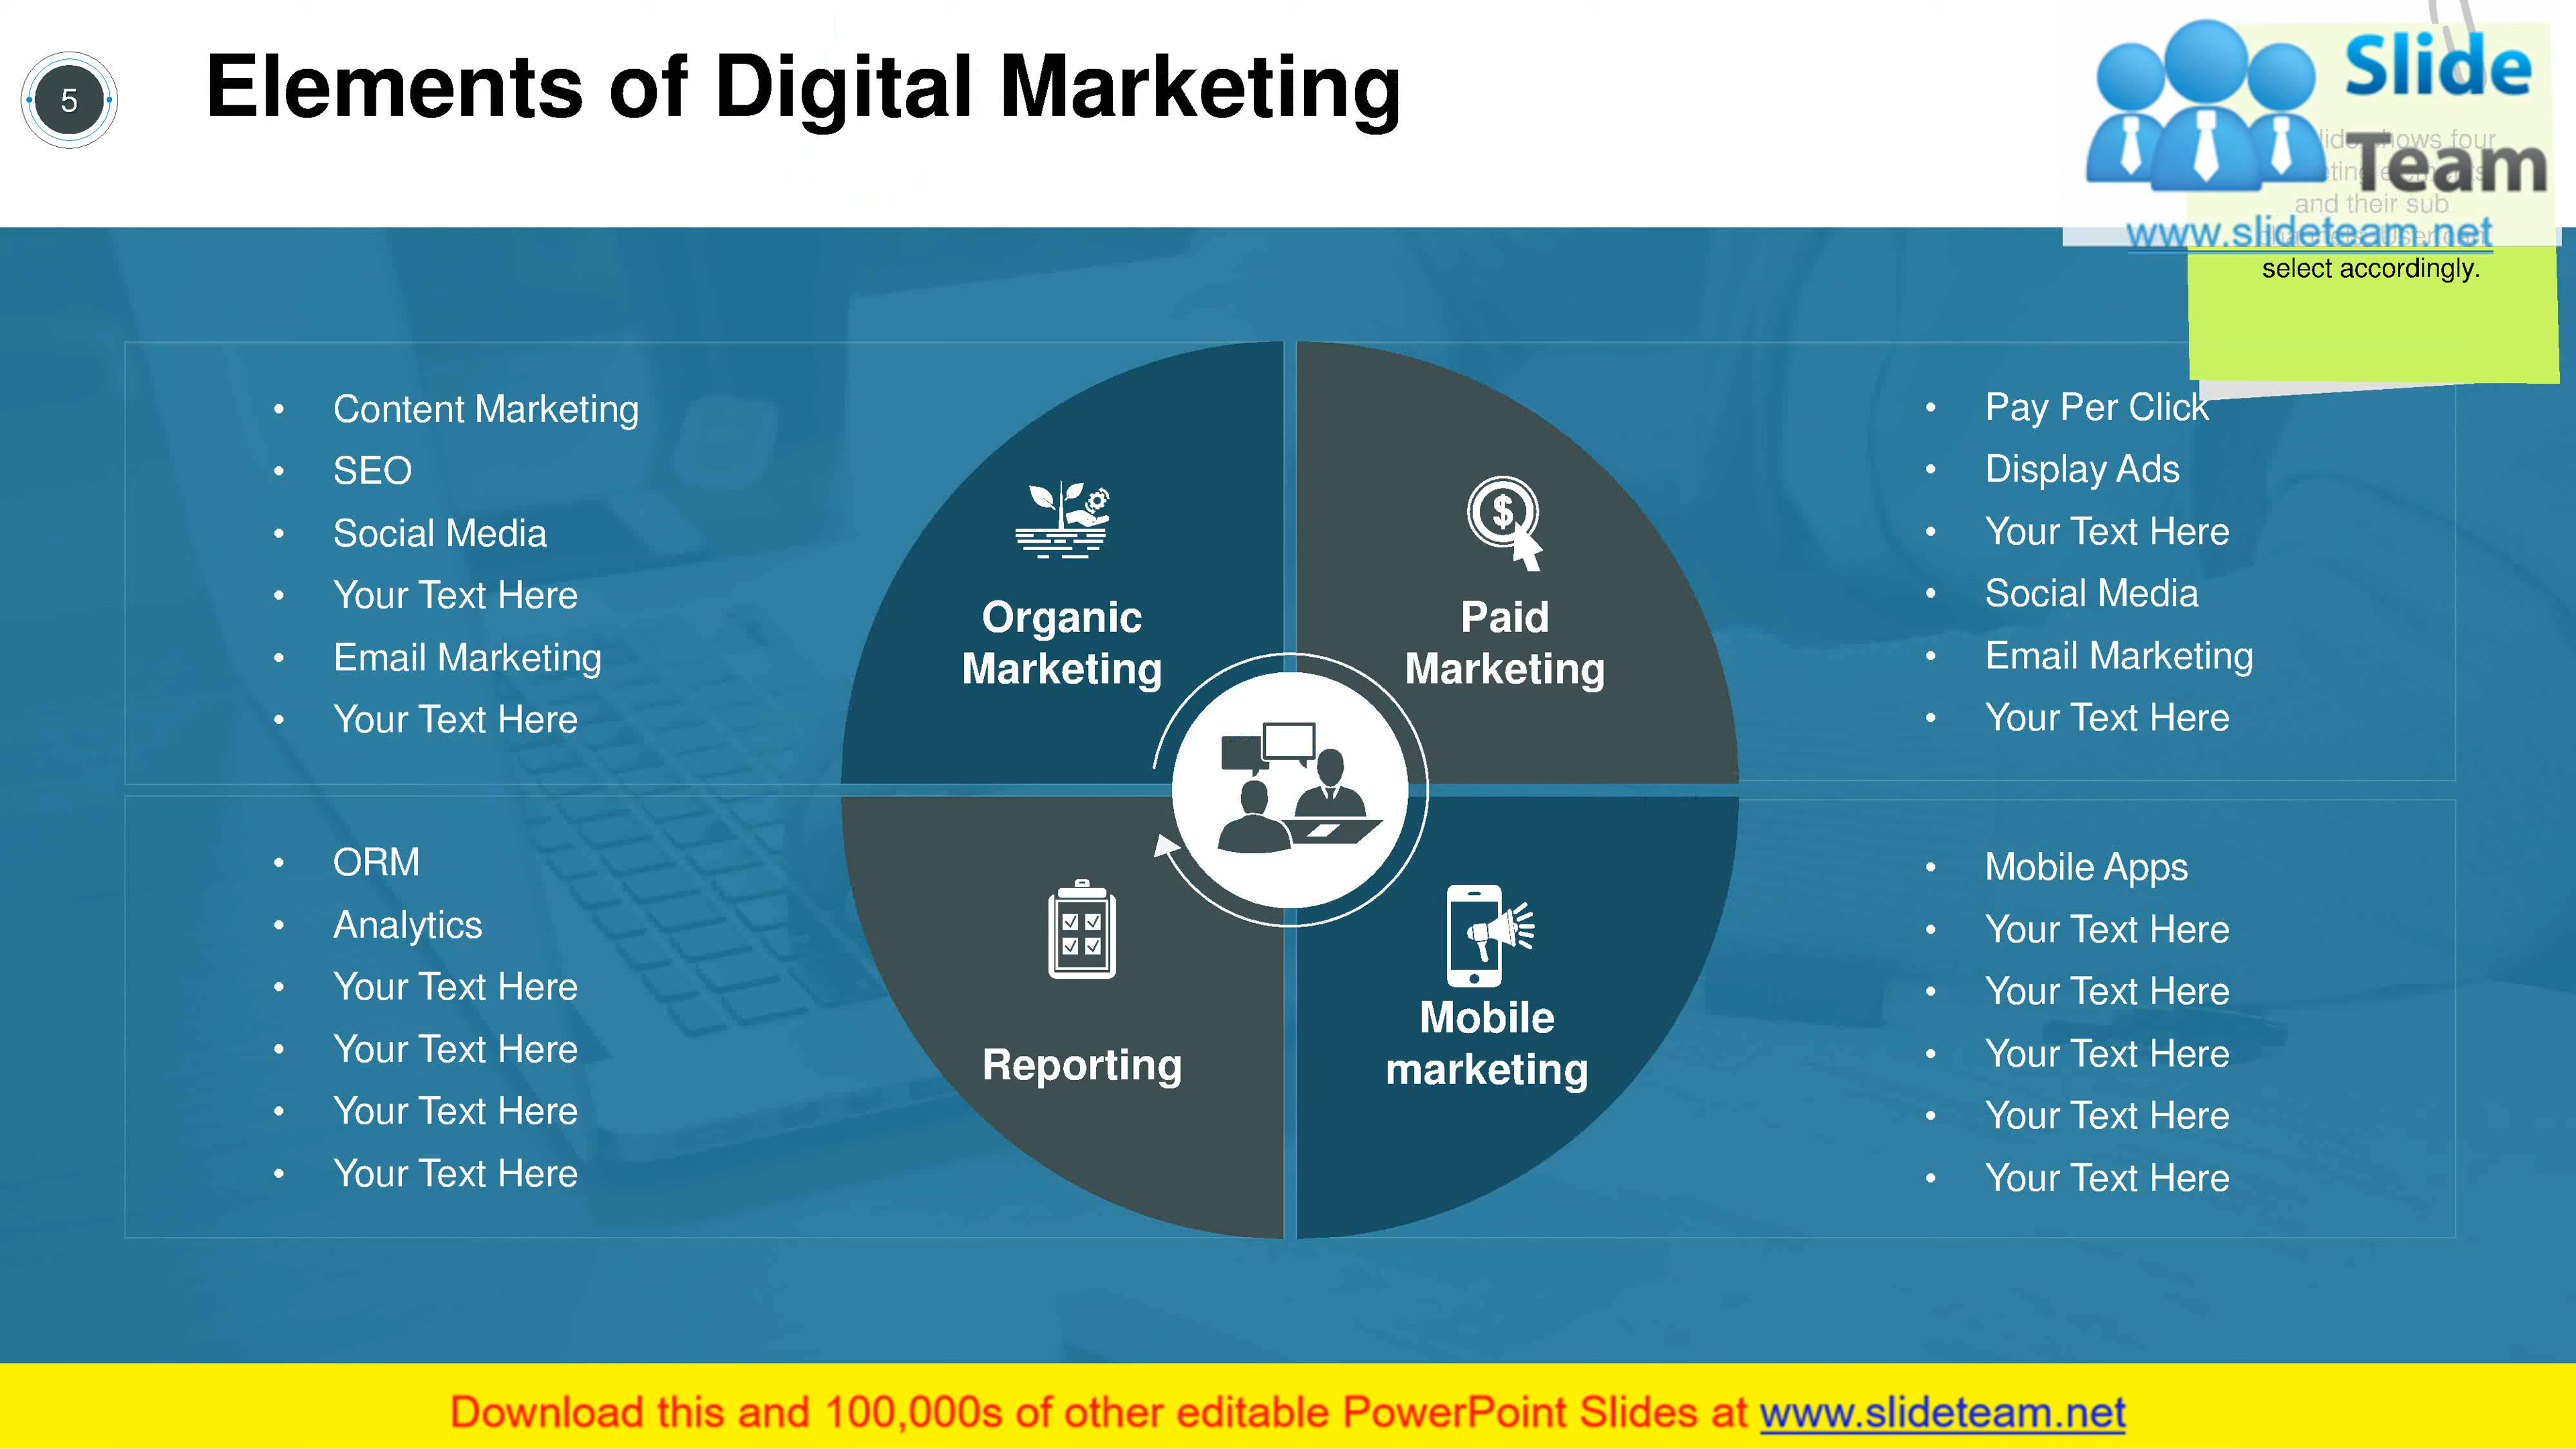 5
Elements of Digital Marketing
Slide
Team
www.slideteam.net
and their sub
select accordingly.
Content Marketing
SEO
Social Media
Your Text Here
Email Marketing
Your Text Here
Organic
Marketing
Paid
Marketing
Pay Per Click
Display Ads
Your Text Here
Social Media
Email Marketing
Your Text Here
ORM
Analytics
Your Text Here
Your Text Here
Your Text Here
Your Text Here
Reporting
Mobile
marketing
Mobile Apps
Your Text Here
Your Text Here
Your Text Here
Your Text Here
Your Text Here
Download this and 100,000s of other editable PowerPoint Slides at www.slideteam.net